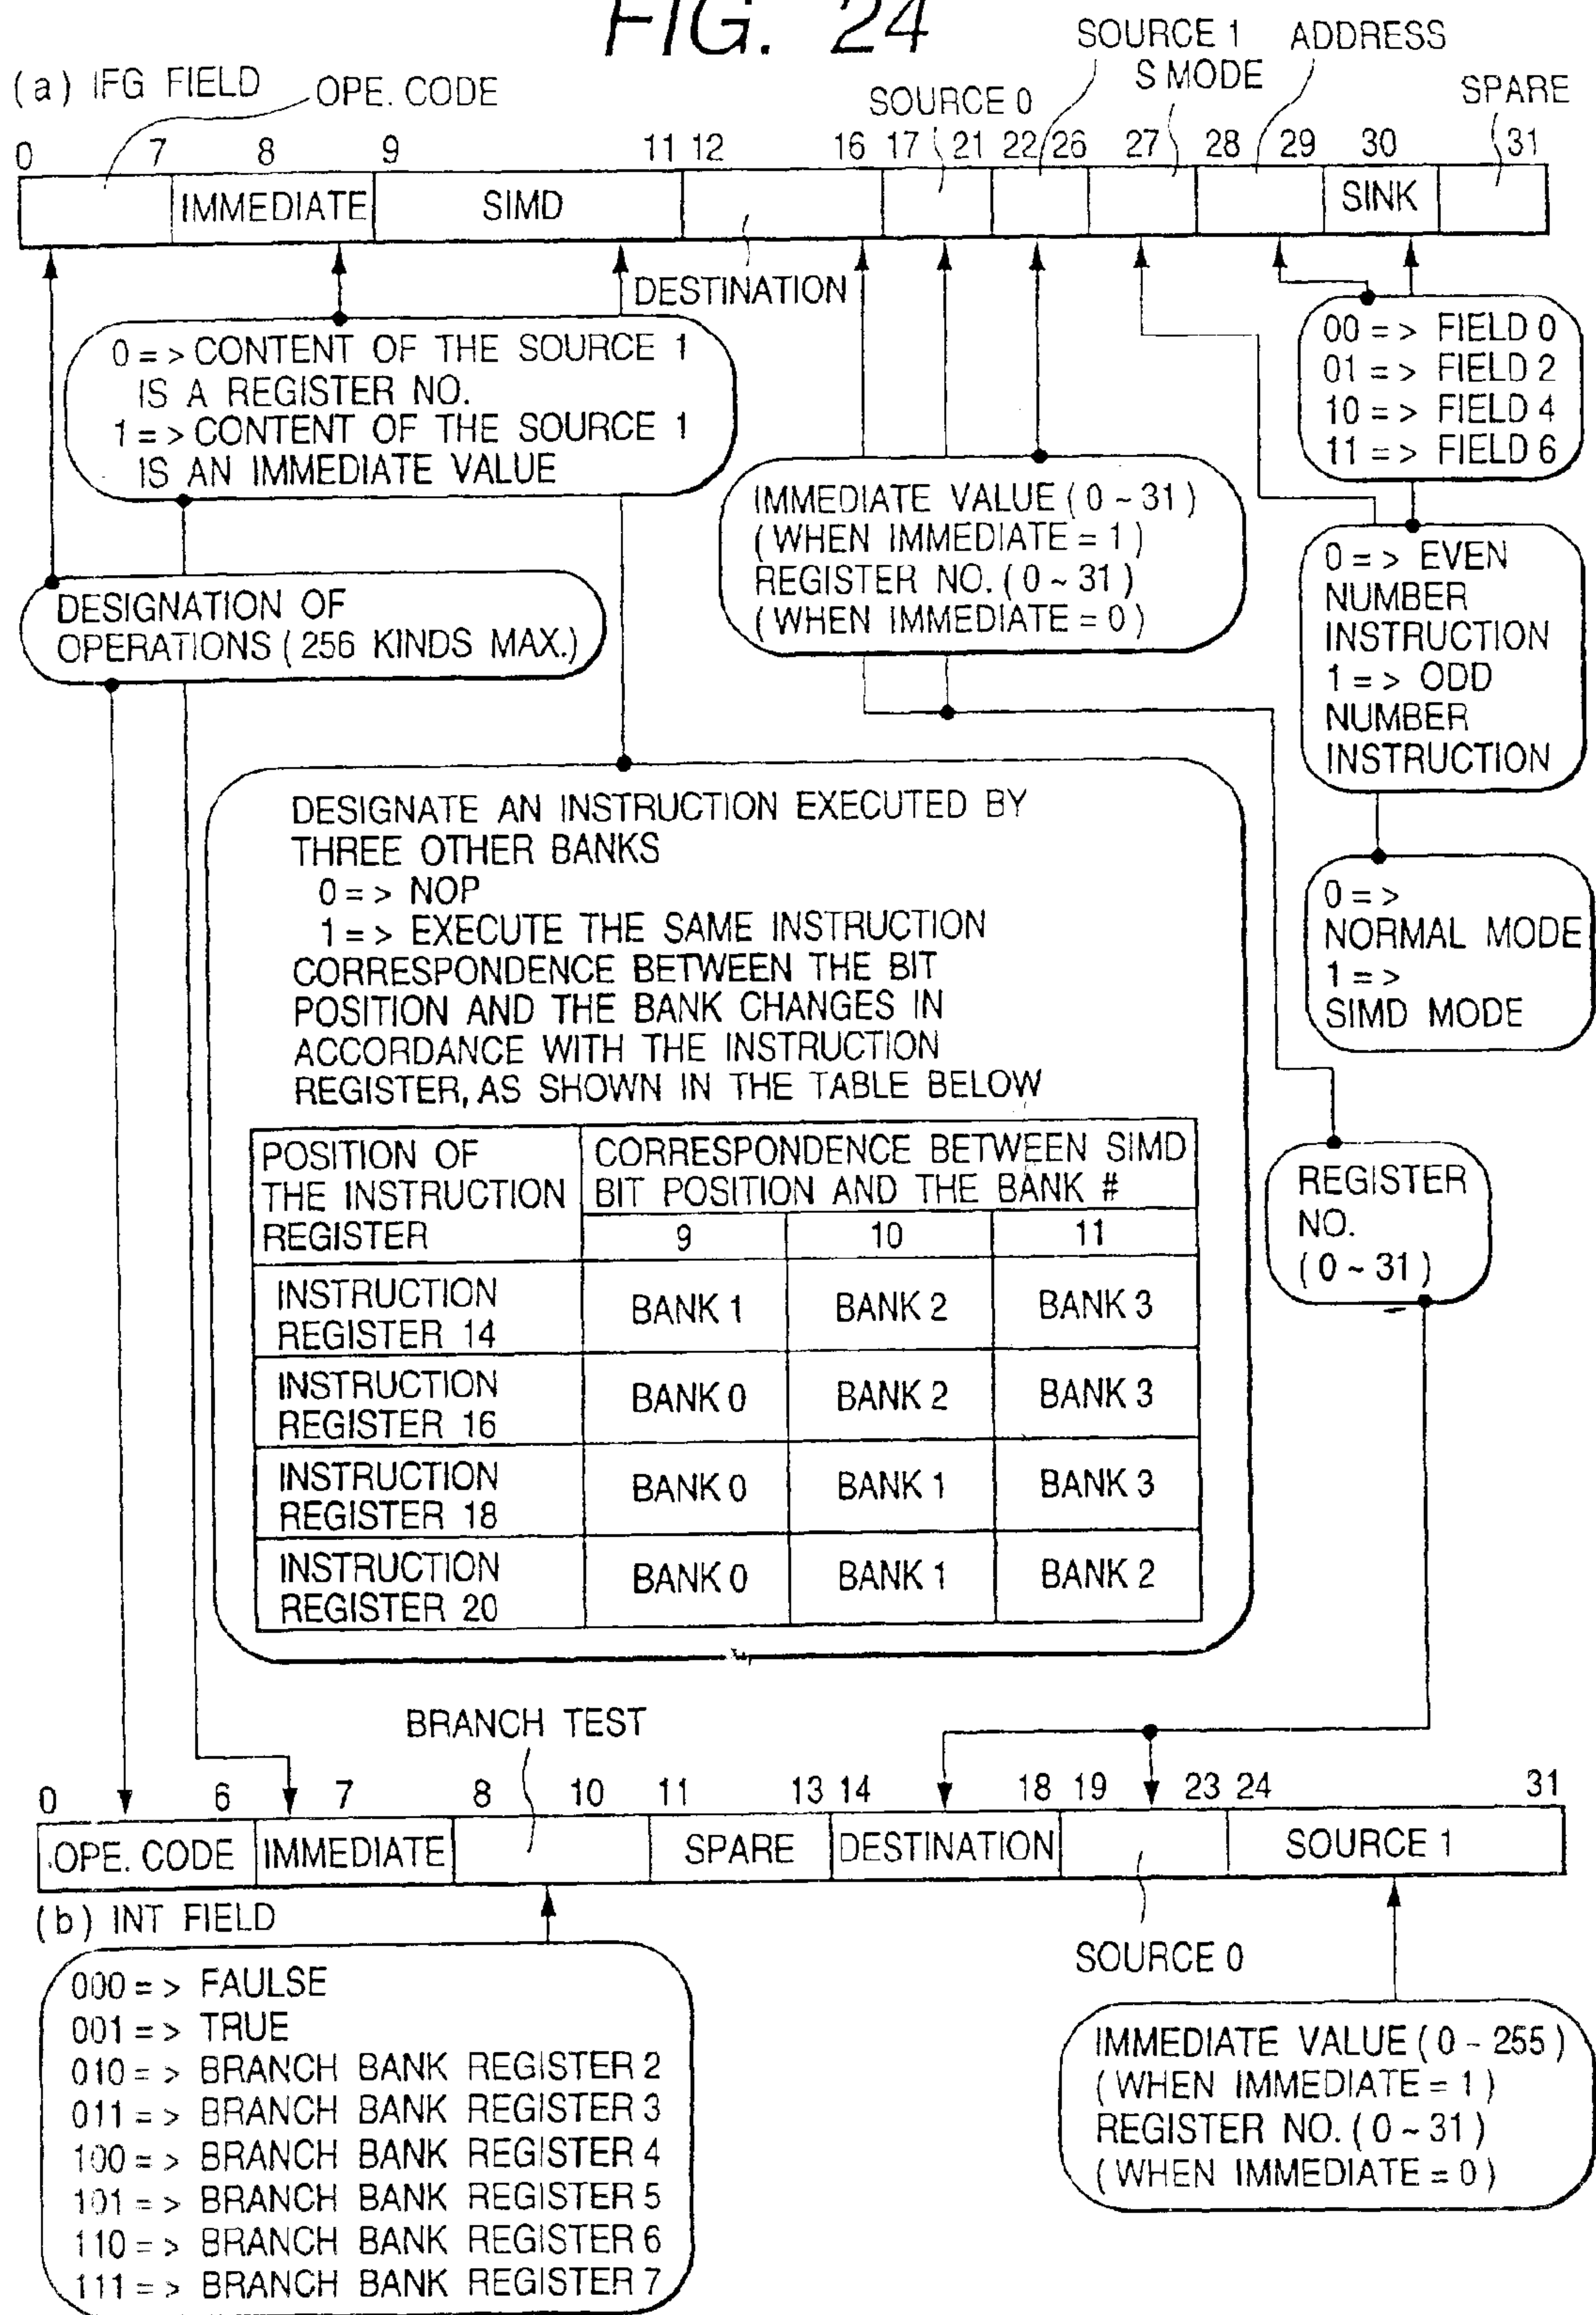 FIG. 24
(a) IFG FIELD
OPE. CODE
SOURCE 0
SOURCE 1
S MODE
ADDRESS
SPARE
0 7 8 9 11 12 16 17 21 22 26 27 28 29 30 31
IMMEDIATE SIMD SINK
DESTINATION
0 = > CONTENT OF THE SOURCE 1
IS A REGISTER NO.
1 = > CONTENT OF THE SOURCE 1
IS AN IMMEDIATE VALUE
00 = > FIELD 0
01 = > FIELD 2
10 = > FIELD 4
11 = > FIELD 6
IMMEDIATE VALUE ( 0 ~ 31 )
( WHEN IMMEDIATE = 1 )
REGISTER NO. ( 0 ~ 31 )
( WHEN IMMEDIATE = 0 )
DESIGNATION OF
OPERATIONS ( 256 KINDS MAX. )
0 = > EVEN
NUMBER
INSTRUCTION
1 = > ODD
NUMBER
INSTRUCTION
DESIGNATE AN INSTRUCTION EXECUTED BY
THREE OTHER BANKS
0 = > NOP
1 = > EXECUTE THE SAME INSTRUCTION
CORRESPONDENCE BETWEEN THE BIT
POSITION AND THE BANK CHANGES IN
ACCORDANCE WITH THE INSTRUCTION
REGISTER, AS SHOWN IN THE TABLE BELOW
0 = >
NORMAL MODE
1 = >
SIMD MODE
POSITION OF
THE INSTRUCTION
REGISTER
CORRESPONDENCE BETWEEN SIMD
BIT POSITION AND THE BANK #
9 10 11
INSTRUCTION
REGISTER 14
BANK 1 BANK 2 BANK 3
INSTRUCTION
REGISTER 16
BANK 0 BANK 2 BANK 3
INSTRUCTION
REGISTER 18
BANK 0 BANK 1 BANK 3
INSTRUCTION
REGISTER 20
BANK 0 BANK 1 BANK 2
REGISTER
NO.
( 0 ~ 31 )
BRANCH TEST
0 6 7 8 10 11 13 14 18 19 23 24 31
OPE. CODE IMMEDIATE SPARE DESTINATION SOURCE 1
(b) INT FIELD
SOURCE 0
000 = > FAULSE
001 = > TRUE
010 = > BRANCH BANK REGISTER 2
011 = > BRANCH BANK REGISTER 3
100 = > BRANCH BANK REGISTER 4
101 = > BRANCH BANK REGISTER 5
110 = > BRANCH BANK REGISTER 6
111 = > BRANCH BANK REGISTER 7
IMMEDIATE VALUE ( 0 - 255 )
( WHEN IMMEDIATE = 1 )
REGISTER NO. ( 0 ~ 31 )
( WHEN IMMEDIATE = 0 )